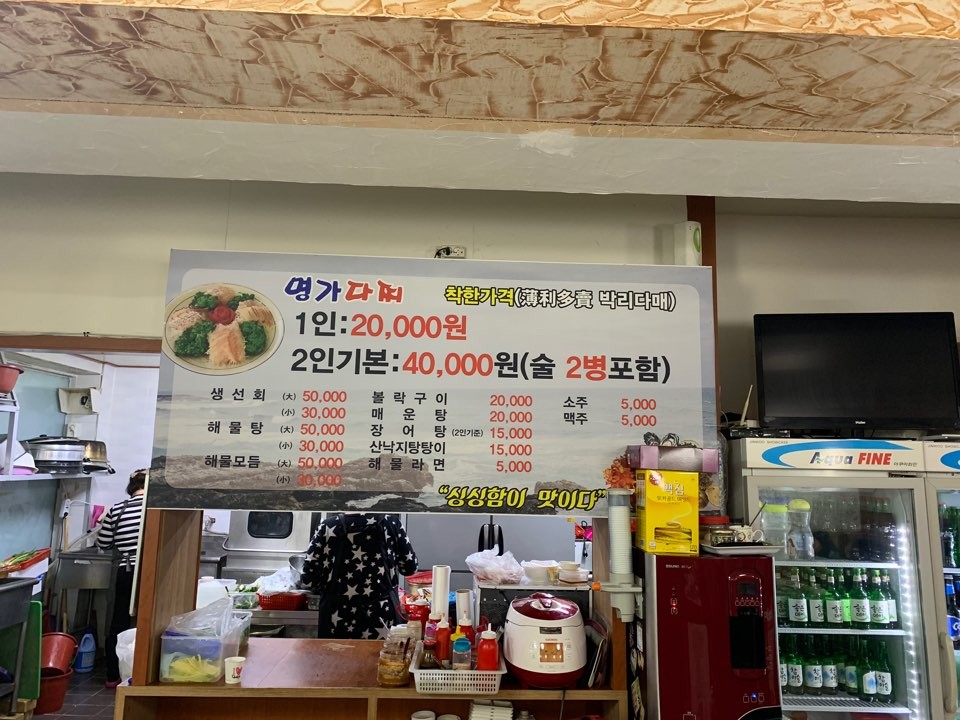 명가다찌 착한가격(薄利多賣 박리다매)
1인:20,000원
2인기본:40,000원(술 2병포함)
생선회 (大) 50,000
(小) 30,000
해물탕 (大) 50,000
(小) 30,000
해물모듬 (大) 50,000
(小) 30,000
볼락구이 20,000
매운탕 20,000
장어탕 (2인기준) 15,000
산낙지탕탕이 15,000
해물라면 5,000
소주 5,000
맥주 5,000
"싱싱함이 맛이다"
Aqua FINE
맥심